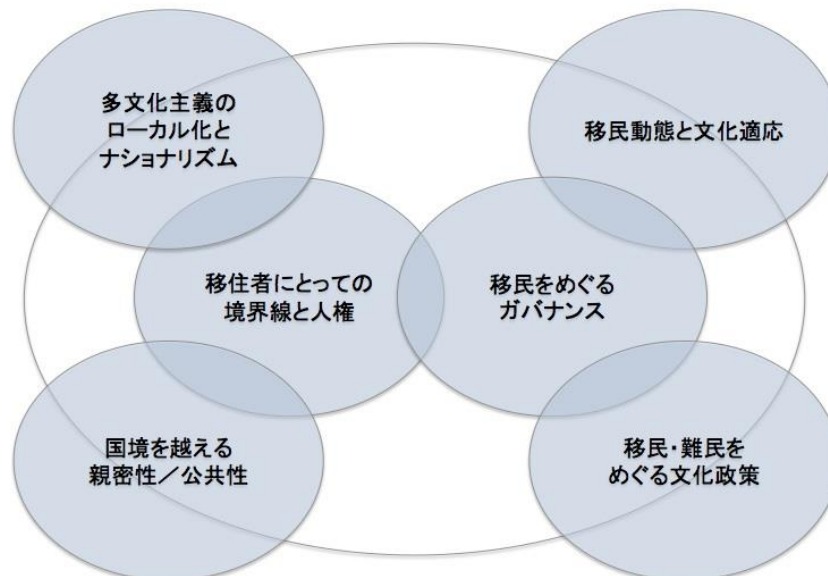 多文化主義の
ローカル化と
ナショナリズム
移民動態と文化適応
移住者にとっての
境界線と人権
移民をめぐる
ガバナンス
国境を越える
親密性／公共性
移民・難民を
めぐる文化政策